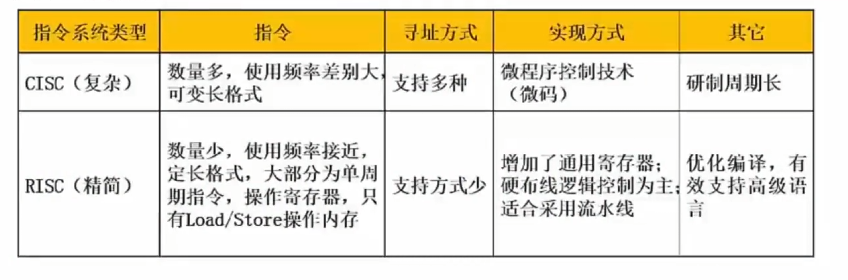 指令系统类型 指令 寻址方式 实现方式 其它
CISC（复杂） 数量多，使用频率差别大，可变长格式 支持多种 微程序控制技术（微码） 研制周期长
RISC（精简） 数量少，使用频率接近，定长格式，大部分为单周期指令，操作寄存器，只有Load/Store操作内存 支持方式少 增加了通用寄存器；硬布线逻辑控制为主；适合采用流水线 优化编译，有效支持高级语言